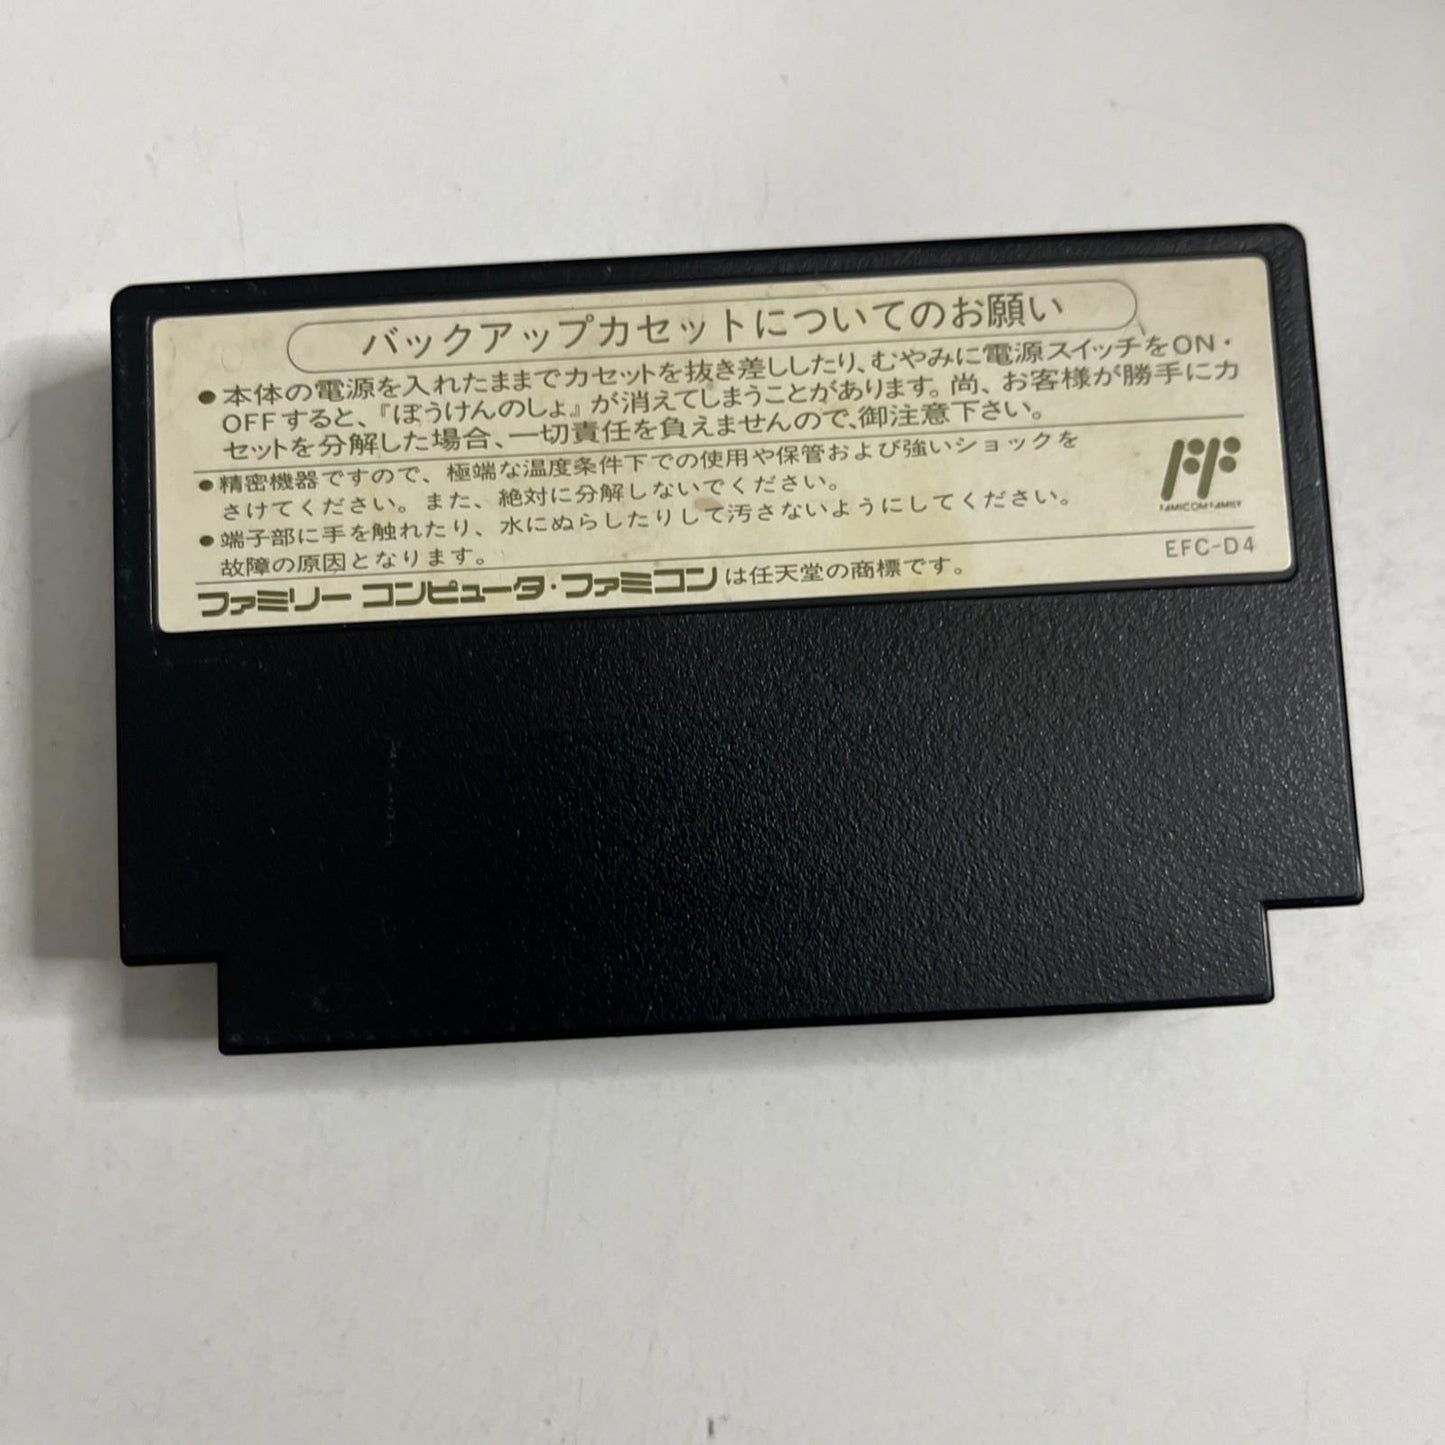 バックアップカセットについてのお願い
●本体の電源を入れたままでカセットを抜き差ししたり、むやみに電源スイッチをON・
OFFすると、『ぼうけんのしょ』が消えてしまうことがあります。尚、お客様が勝手にカ
セットを分解した場合、一切責任を負えませんので、御注意下さい。
●精密機器ですので、極端な温度条件下での使用や保管および強いショックを
さけてください。また、絶対に分解しないでください。
●端子部に手を触れたり、水にぬらしたりして汚さないようにしてください。
故障の原因となります。
FAMICOM FAMILY
EFC-D4
ファミリーコンピュータ・ファミコンは任天堂の商標です。